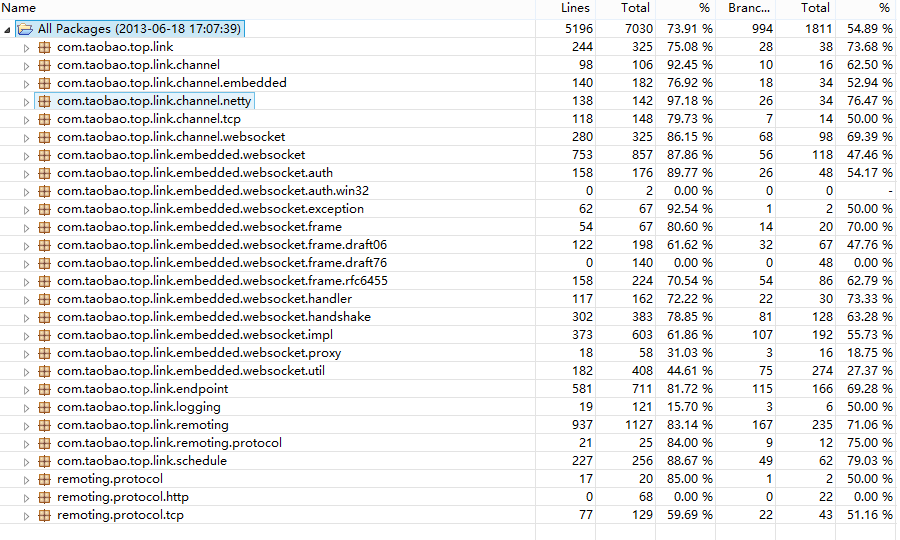 Name Lines Total % Branc... Total %
All Packages (2013-06-18 17:07:39) 5196 7030 73.91 % 994 1811 54.89 %
com.taobao.top.link 244 325 75.08 % 28 38 73.68 %
com.taobao.top.link.channel 98 106 92.45 % 10 16 62.50 %
com.taobao.top.link.channel.embedded 140 182 76.92 % 18 34 52.94 %
com.taobao.top.link.channel.netty 138 142 97.18 % 26 34 76.47 %
com.taobao.top.link.channel.tcp 118 148 79.73 % 7 14 50.00 %
com.taobao.top.link.channel.websocket 280 325 86.15 % 68 98 69.39 %
com.taobao.top.link.embedded.websocket 753 857 87.86 % 56 118 47.46 %
com.taobao.top.link.embedded.websocket.auth 158 176 89.77 % 26 48 54.17 %
com.taobao.top.link.embedded.websocket.auth.win32 0 2 0.00 % 0 0 -
com.taobao.top.link.embedded.websocket.exception 62 67 92.54 % 1 2 50.00 %
com.taobao.top.link.embedded.websocket.frame 54 67 80.60 % 14 20 70.00 %
com.taobao.top.link.embedded.websocket.frame.draft06 122 198 61.62 % 32 67 47.76 %
com.taobao.top.link.embedded.websocket.frame.draft76 0 140 0.00 % 0 48 0.00 %
com.taobao.top.link.embedded.websocket.frame.rfc6455 158 224 70.54 % 54 86 62.79 %
com.taobao.top.link.embedded.websocket.handler 117 162 72.22 % 22 30 73.33 %
com.taobao.top.link.embedded.websocket.handshake 302 383 78.85 % 81 128 63.28 %
com.taobao.top.link.embedded.websocket.impl 373 603 61.86 % 107 192 55.73 %
com.taobao.top.link.embedded.websocket.proxy 18 58 31.03 % 3 16 18.75 %
com.taobao.top.link.embedded.websocket.util 182 408 44.61 % 75 274 27.37 %
com.taobao.top.link.endpoint 581 711 81.72 % 115 166 69.28 %
com.taobao.top.link.logging 19 121 15.70 % 3 6 50.00 %
com.taobao.top.link.remoting 937 1127 83.14 % 167 235 71.06 %
com.taobao.top.link.remoting.protocol 21 25 84.00 % 9 12 75.00 %
com.taobao.top.link.schedule 227 256 88.67 % 49 62 79.03 %
remoting.protocol 17 20 85.00 % 1 2 50.00 %
remoting.protocol.http 0 68 0.00 % 0 22 0.00 %
remoting.protocol.tcp 77 129 59.69 % 22 43 51.16 %